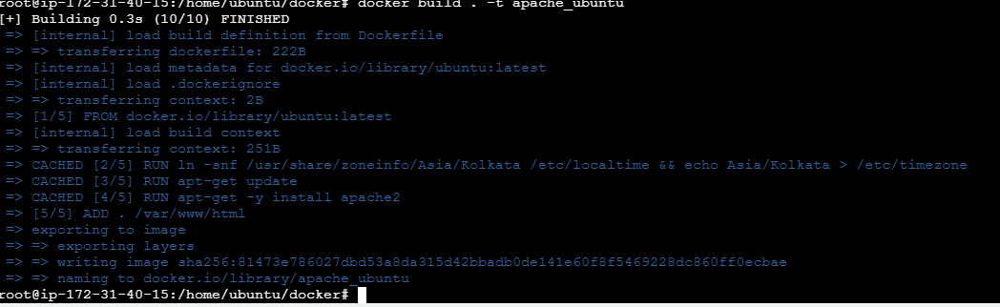 root@ip-172-31-40-15:/home/ubuntu/docker# docker build . -t apache_ubuntu
[+] Building 0.3s (10/10) FINISHED
=> [internal] load build definition from Dockerfile
=> => transferring dockerfile: 222B
=> [internal] load metadata for docker.io/library/ubuntu:latest
=> [internal] load .dockerignore
=> => transferring context: 2B
=> [1/5] FROM docker.io/library/ubuntu:latest
=> [internal] load build context
=> => transferring context: 251B
=> CACHED [2/5] RUN ln -snf /usr/share/zoneinfo/Asia/Kolkata /etc/localtime && echo Asia/Kolkata > /etc/timezone
=> CACHED [3/5] RUN apt-get update
=> CACHED [4/5] RUN apt-get -y install apache2
=> [5/5] ADD . /var/www/html
=> exporting to image
=> => exporting layers
=> => writing image sha256:81473e786027dbd53a8da315d42bbadb0de141e60f8f5469228dc860ff0ecbae
=> => naming to docker.io/library/apache_ubuntu
root@ip-172-31-40-15:/home/ubuntu/docker#